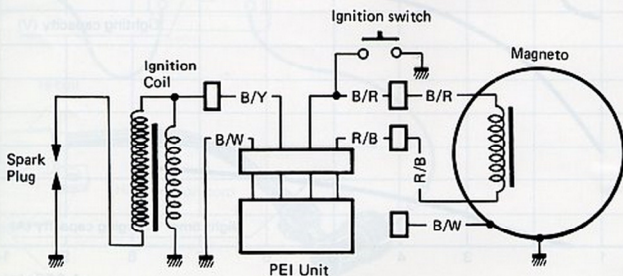 Ignition switch
Magneto
Ignition
Coil
B/Y
B/R
B/R
B/W
R/B
R/B
Spark
Plug
B/W
PEI Unit